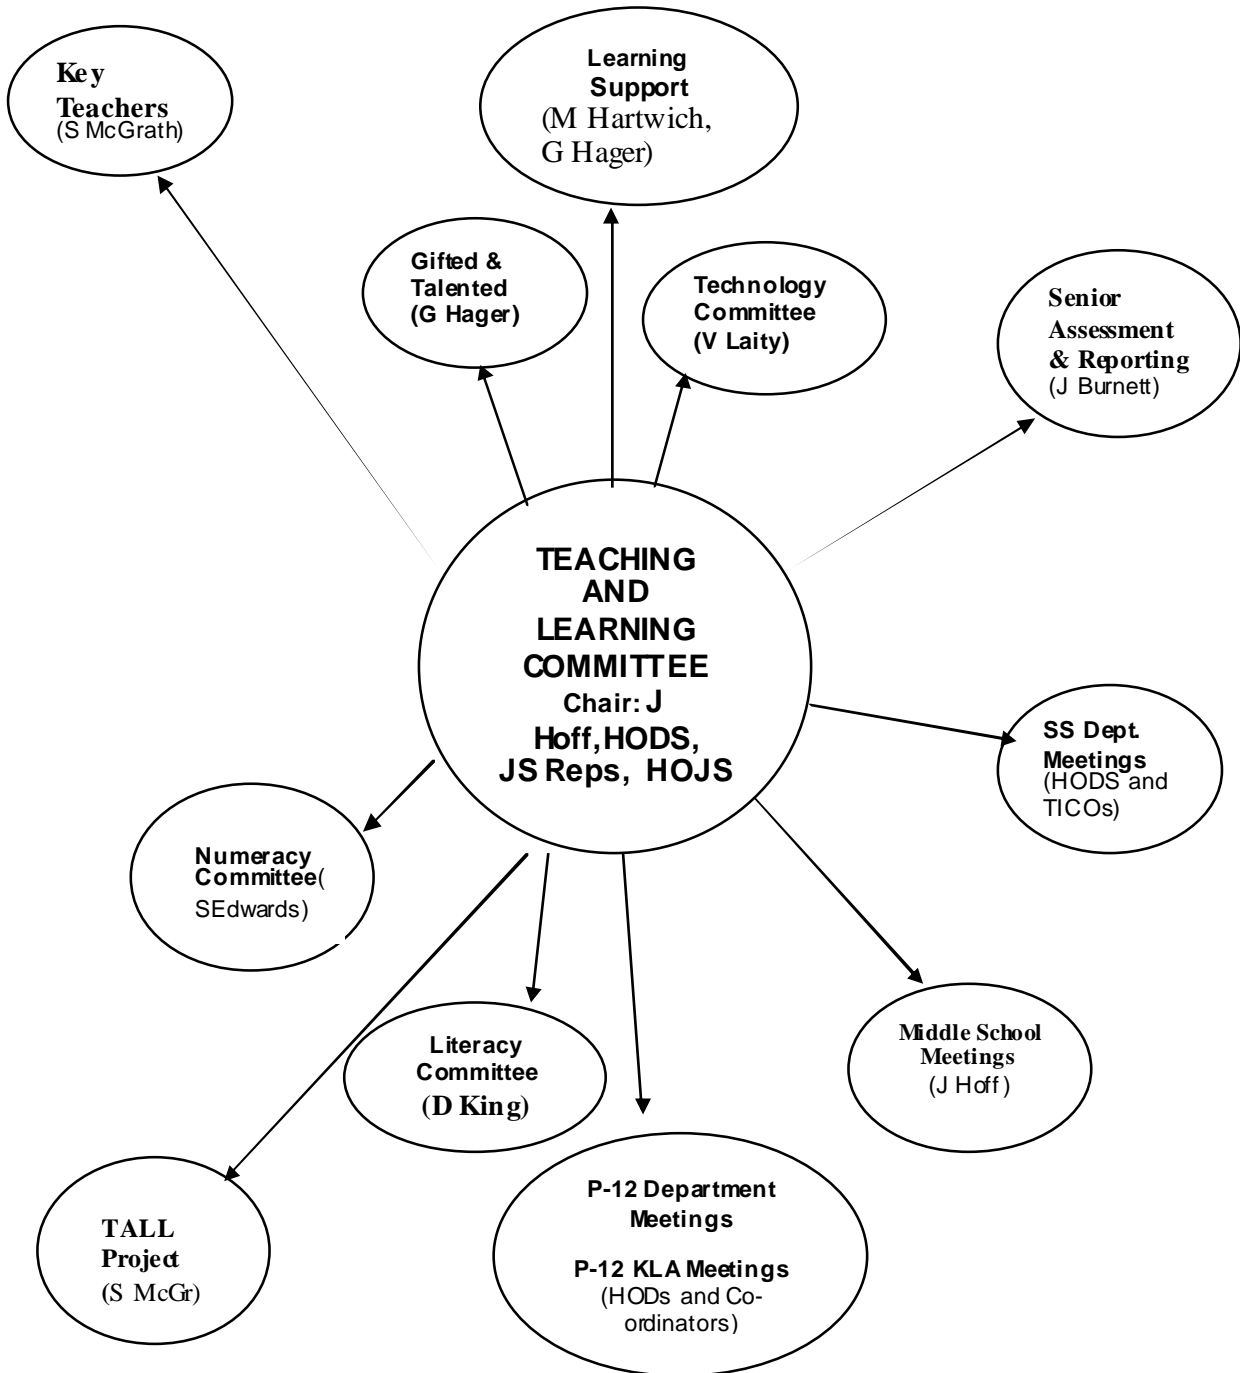 Key
Teachers
(S McGrath)
Learning
Support
(M Hartwich,
G Hager)
Gifted &
Talented
(G Hager)
Technology
Committee
(V Laity)
Senior
Assessment
& Reporting
(J Burnett)
TEACHING
AND
LEARNING
COMMITTEE
Chair: J
Hoff, HODS,
JS Reps, HOJS
SS Dept.
Meetings
(HODS and
TICOs)
Numeracy
Committee(
SEdwards)
Literacy
Committee
(D King)
Middle School
Meetings
(J Hoff)
TALL
Project
(S McGr)
P-12 Department
Meetings
P-12 KLA Meetings
(HODs and Co-
ordinators)